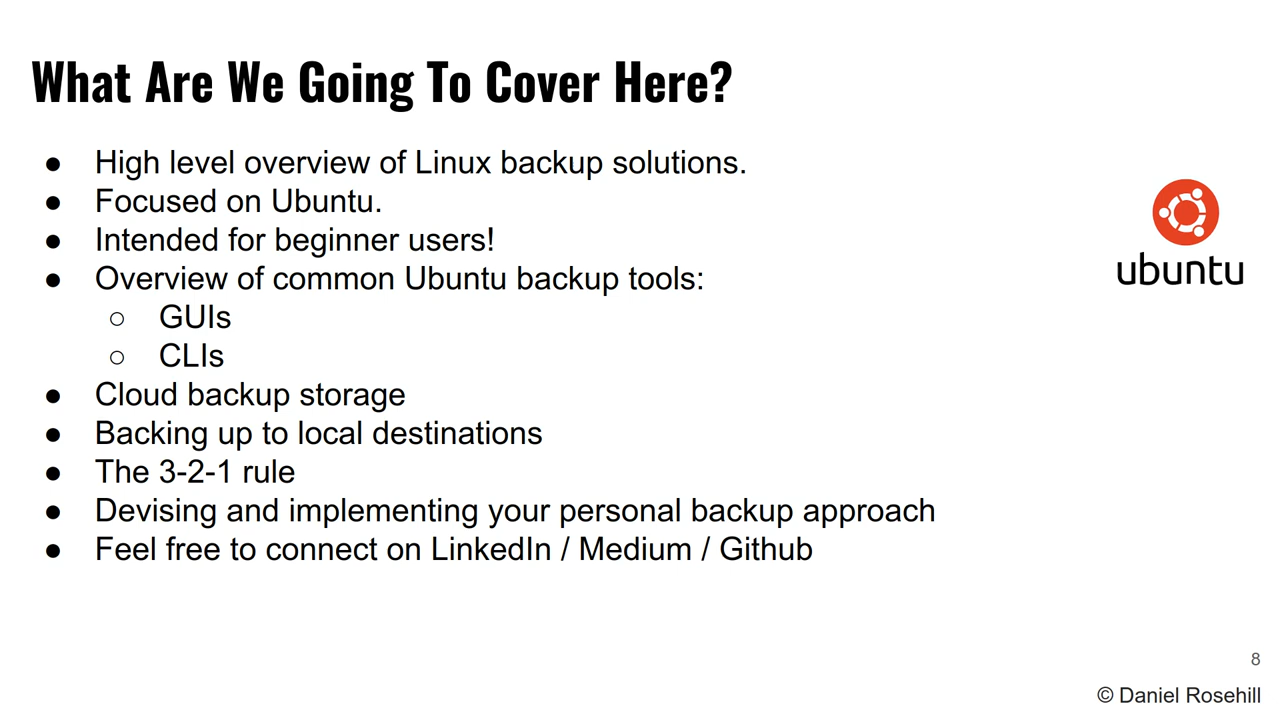 What Are We Going To Cover Here?
● High level overview of Linux backup solutions.
● Focused on Ubuntu.
● Intended for beginner users!
● Overview of common Ubuntu backup tools:
○ GUIs
○ CLIs
● Cloud backup storage
● Backing up to local destinations
● The 3-2-1 rule
● Devising and implementing your personal backup approach
● Feel free to connect on LinkedIn / Medium / Github
ubuntu
8
© Daniel Rosehill